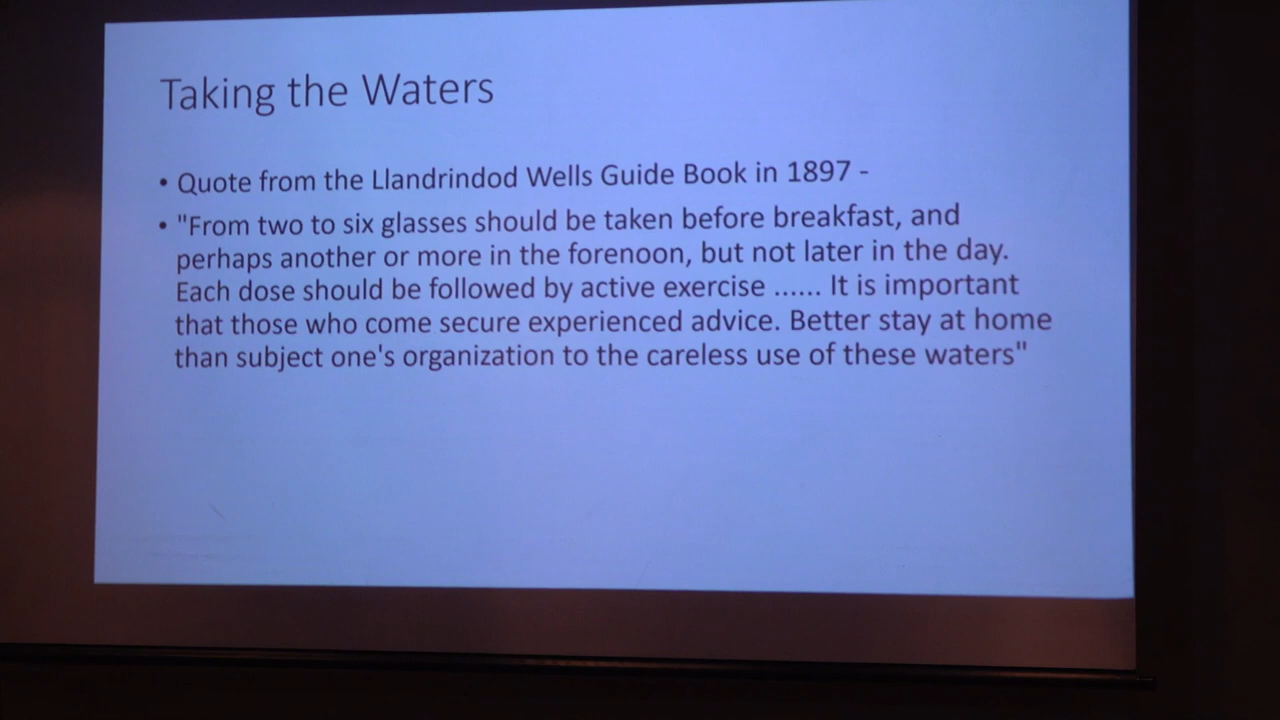 Taking the Waters
• Quote from the Llandrindod Wells Guide Book in 1897 -
• "From two to six glasses should be taken before breakfast, and
perhaps another or more in the forenoon, but not later in the day.
Each dose should be followed by active exercise ...... It is important
that those who come secure experienced advice. Better stay at home
than subject one's organization to the careless use of these waters"